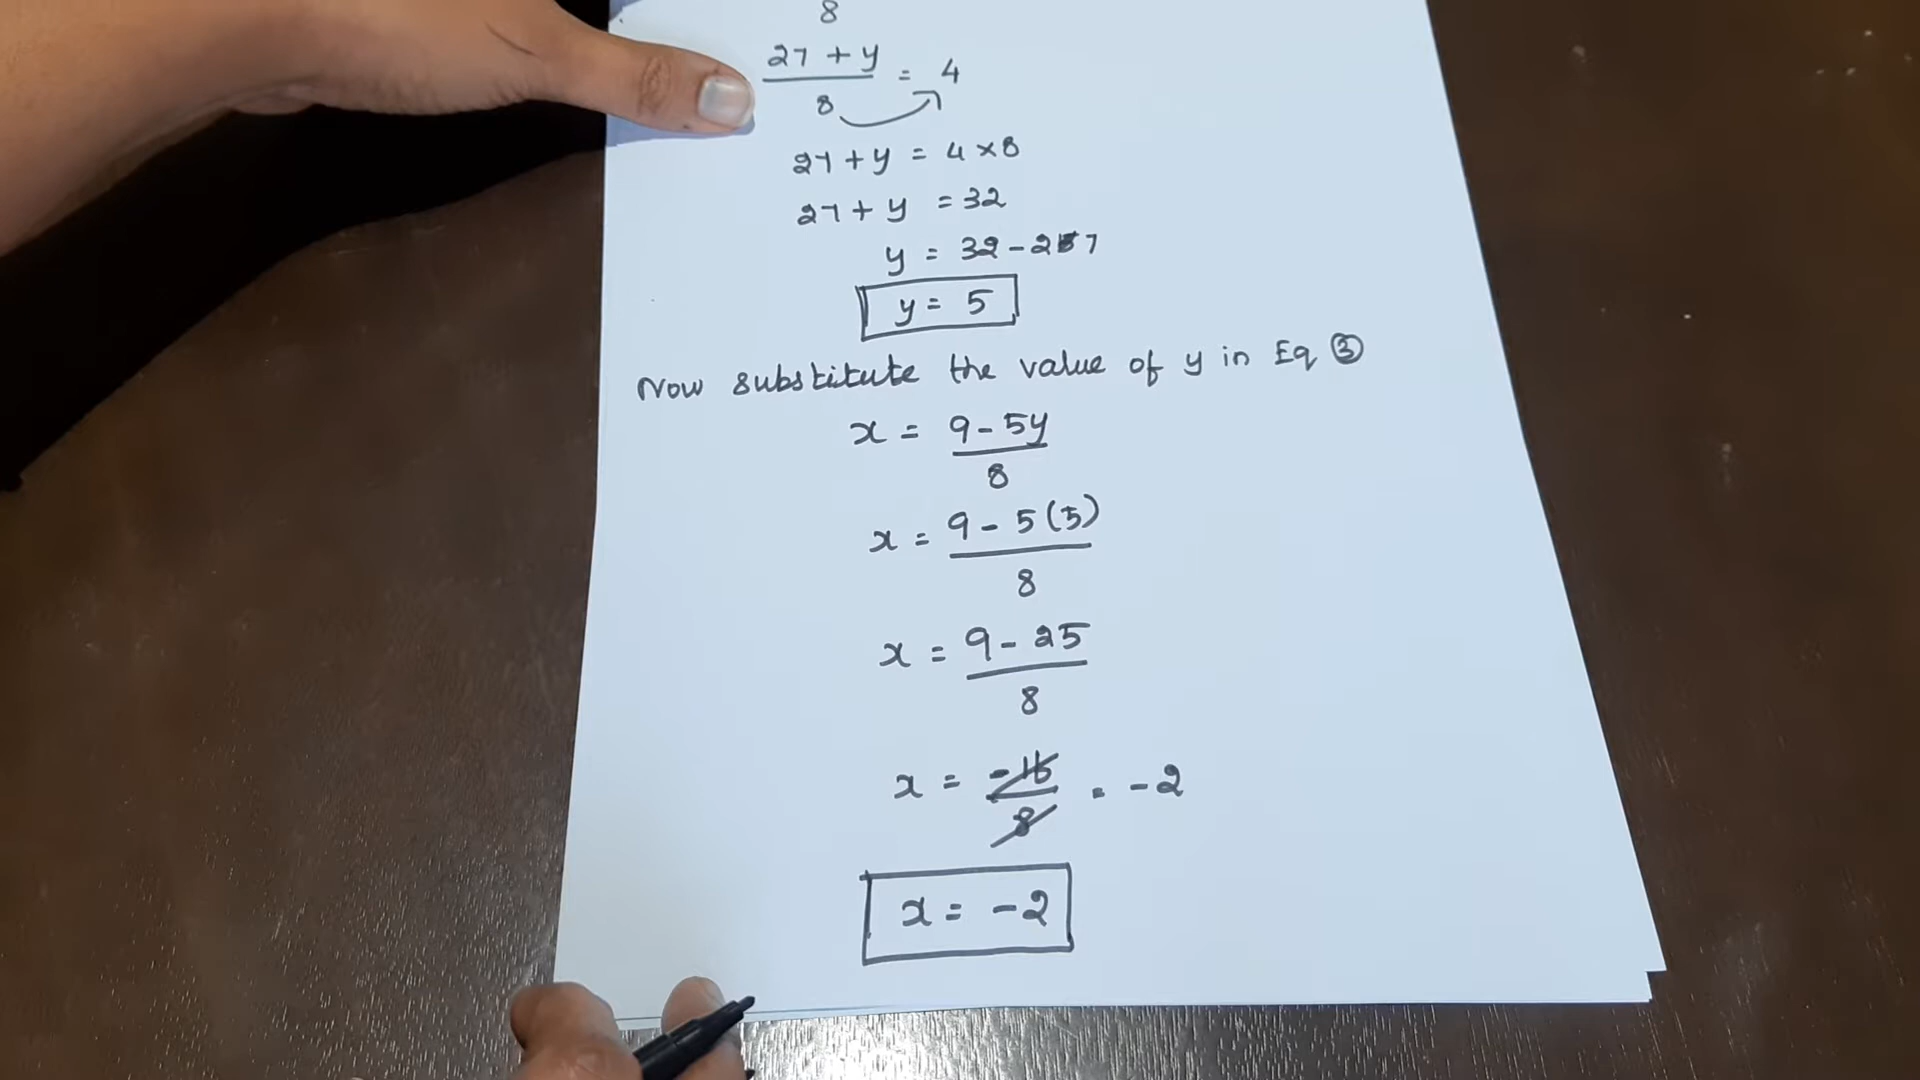 8
27 + y
8
= 4
27 + y = 4 × 8
27 + y = 32
y = 32 - 27
y = 5
Now substitute the value of y in Eq ③
x = 9 - 5y
8
x = 9 - 5(5)
8
x = 9 - 25
8
x = -16
8
= -2
x = -2